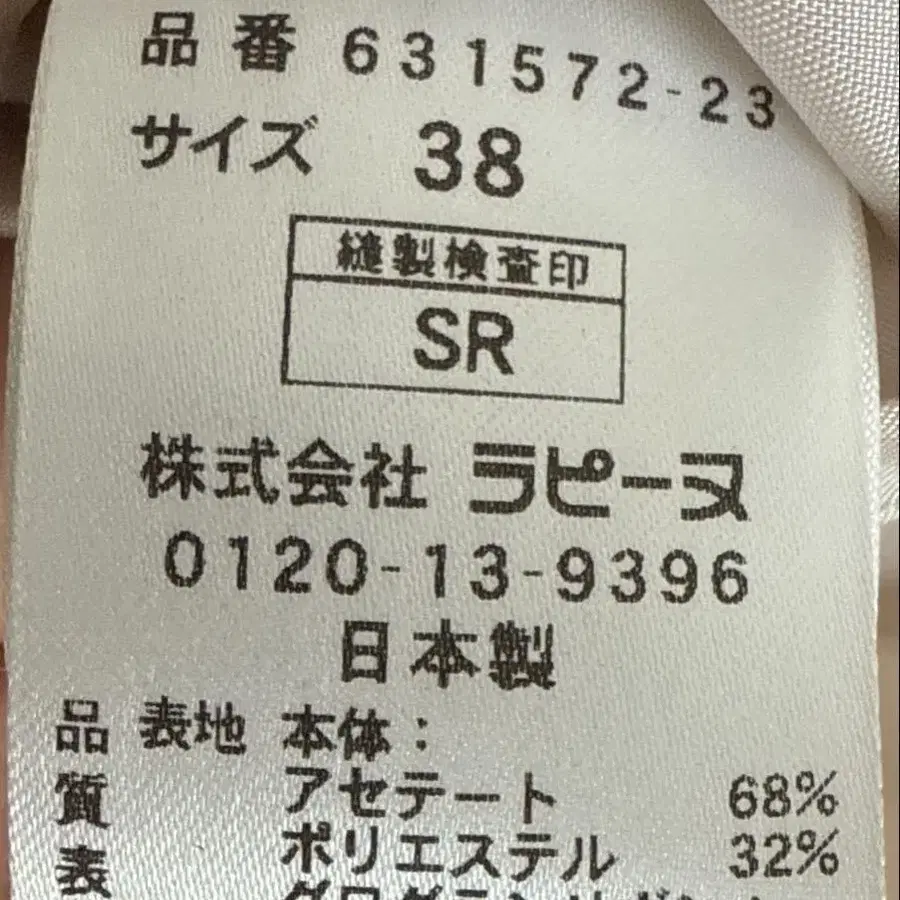 品番 631572-23
サイズ 38
縫製検査印
SR
株式会社 ラピーヌ
0120-13-9396
日本製
品質表
表地 本体:
アセテート 68%
ポリエステル 32%